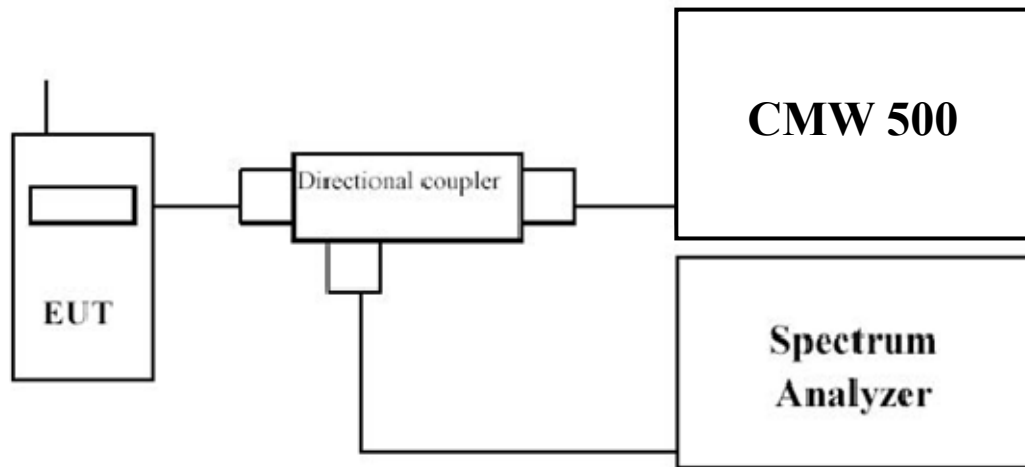 CMW 500
Directional coupler
EUT
Spectrum
Analyzer